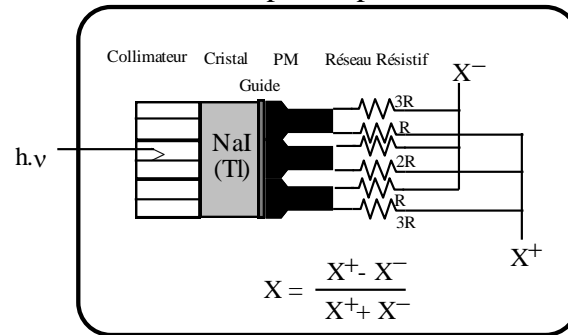 Collimateur Cristal PM Réseau Résistif
Guide
X⁻
3R
R
h.ν
NaI
(Tl)
2R
R
3R
X⁺
X = X⁺- X⁻ / X⁺+ X⁻